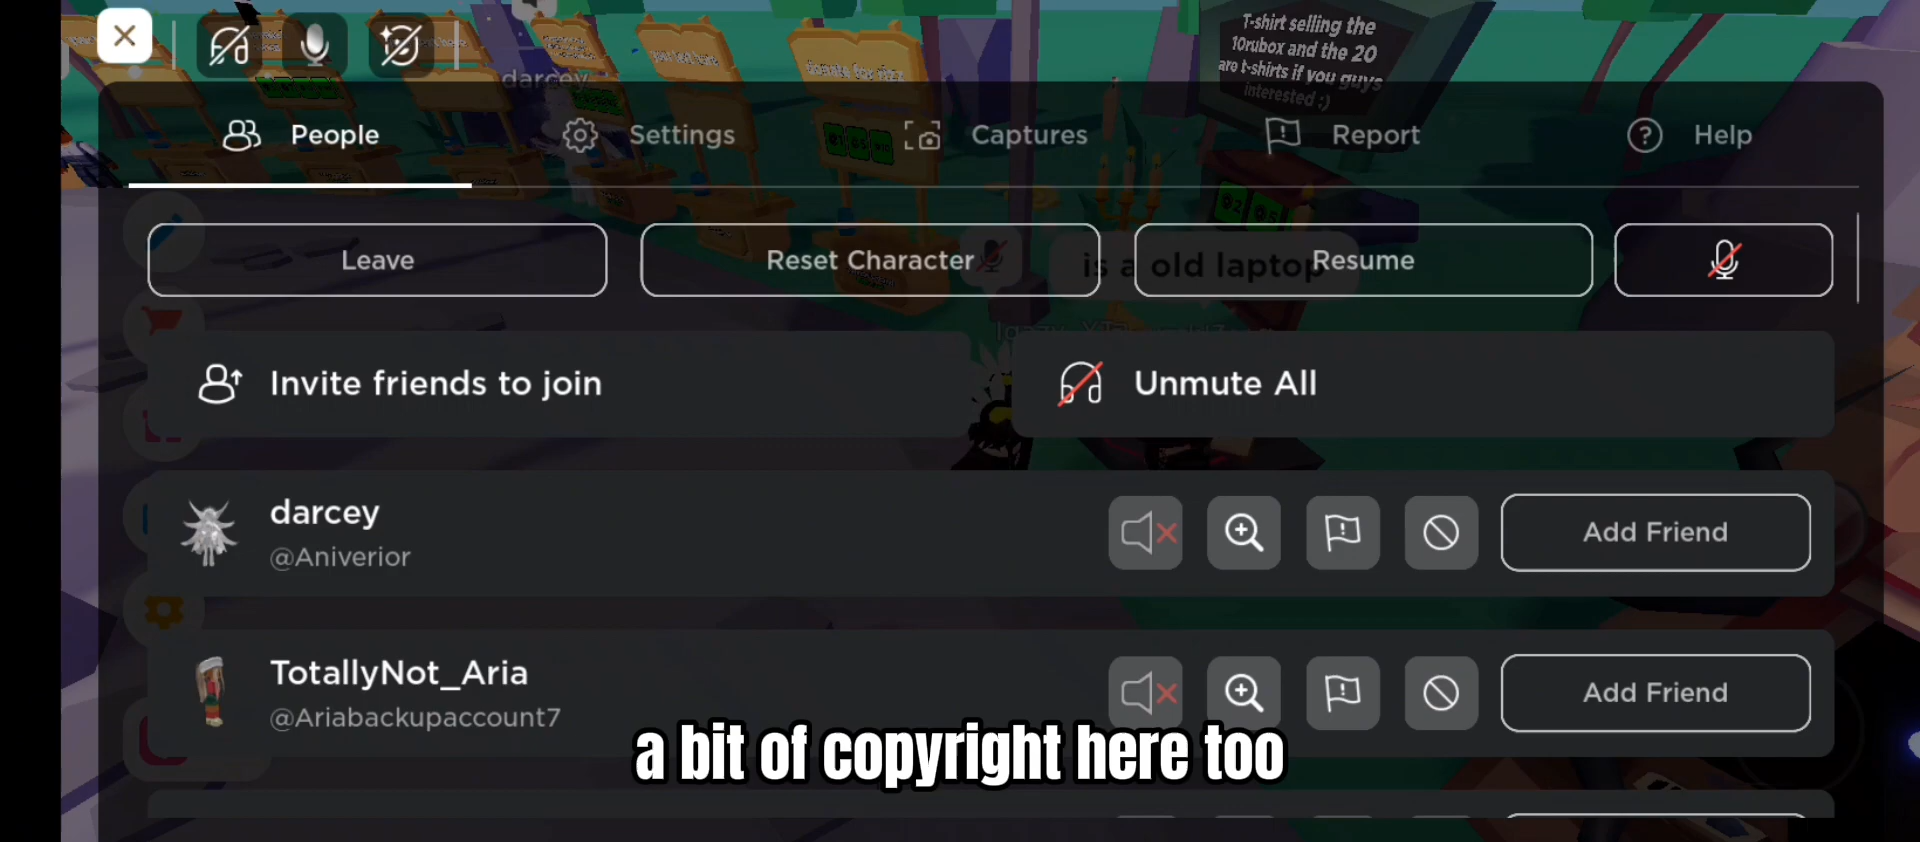 T-shirt selling the
10rubox and the 20
are t-shirts if you guys
interested :)
darcey
People
Settings
Captures
Report
Help
Leave
Reset Character
is a old laptop
Resume
Invite friends to join
Unmute All
darcey
@Aniverior
Add Friend
TotallyNot_Aria
@Ariabackupaccount7
Add Friend
a bit of copyright here too